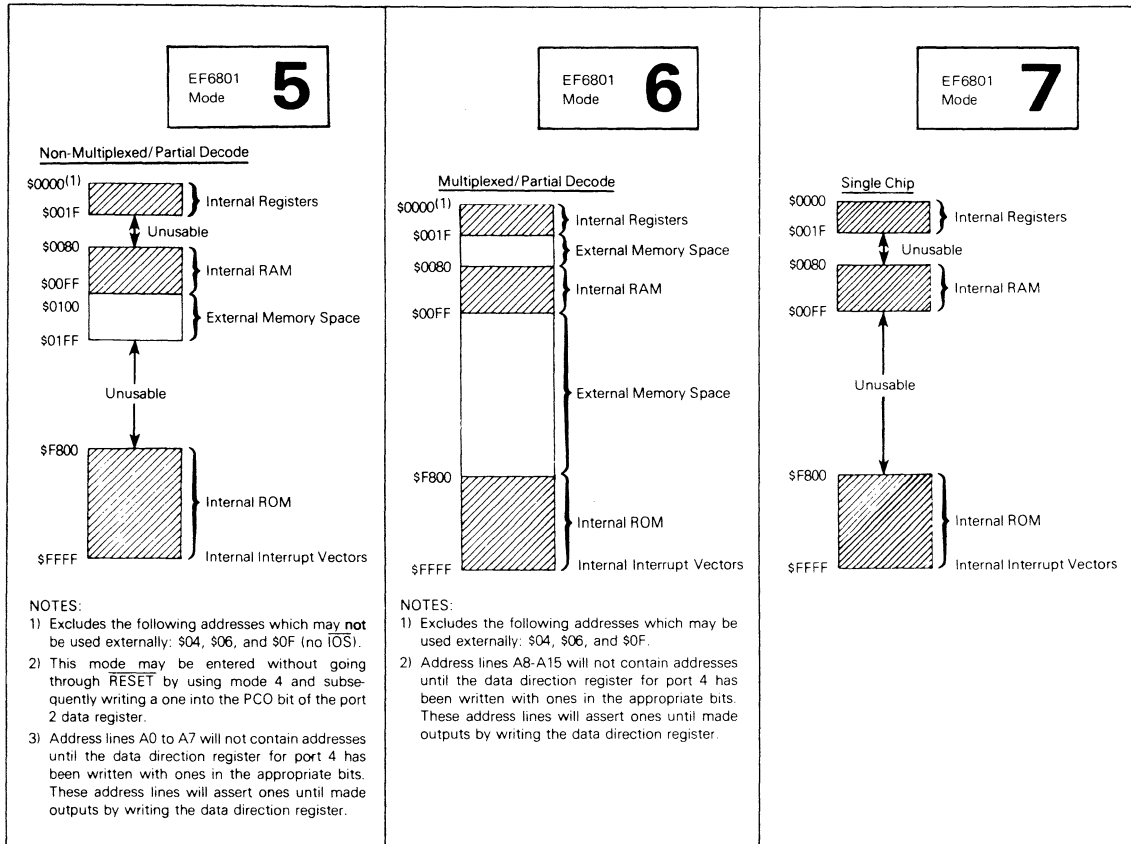 EF6801
Mode
5
Non-Multiplexed/Partial Decode
$0000(1)
$001F
Internal Registers
Unusable
$0080
$00FF
Internal RAM
$0100
$01FF
External Memory Space
Unusable
$F800
$FFFF
Internal ROM
Internal Interrupt Vectors
NOTES:
1) Excludes the following addresses which may not
be used externally: $04, $06, and $0F (no IOS).
2) This mode may be entered without going
through RESET by using mode 4 and subse-
quently writing a one into the PCO bit of the port
2 data register.
3) Address lines A0 to A7 will not contain addresses
until the data direction register for port 4 has
been written with ones in the appropriate bits.
These address lines will assert ones until made
outputs by writing the data direction register.
EF6801
Mode
6
Multiplexed/Partial Decode
$0000(1)
$001F
Internal Registers
External Memory Space
$0080
$00FF
Internal RAM
External Memory Space
$F800
$FFFF
Internal ROM
Internal Interrupt Vectors
NOTES:
1) Excludes the following addresses which may be
used externally: $04, $06, and $0F.
2) Address lines A8-A15 will not contain addresses
until the data direction register for port 4 has
been written with ones in the appropriate bits.
These address lines will assert ones until made
outputs by writing the data direction register.
EF6801
Mode
7
Single Chip
$0000
$001F
Internal Registers
Unusable
$0080
$00FF
Internal RAM
Unusable
$F800
$FFFF
Internal ROM
Internal Interrupt Vectors